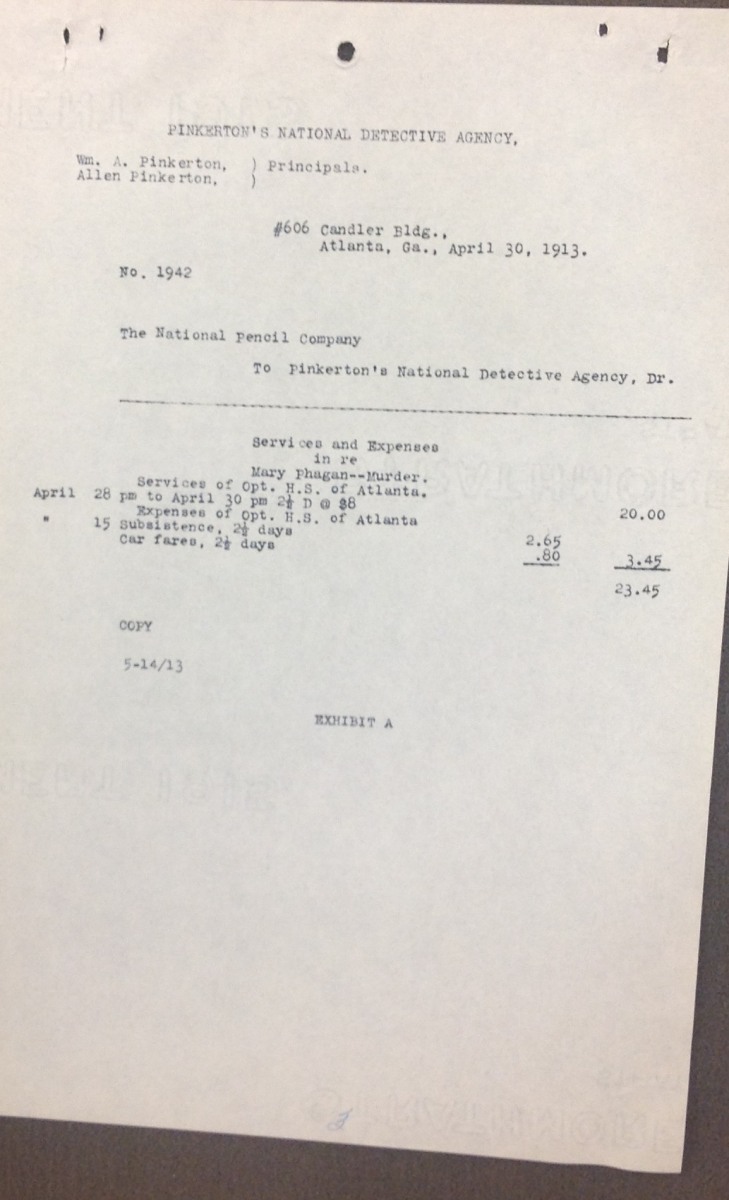 PINKERTON'S NATIONAL DETECTIVE AGENCY,
Wm. A. Pinkerton, ) Principals.
Allen Pinkerton, )
#606 Candler Bldg.,
Atlanta, Ga., April 30, 1913.
No. 1942
The National Pencil Company
To Pinkerton's National Detective Agency, Dr.
Services and Expenses
in re
Mary Phagan--Murder.
Services of Opt. H.S. of Atlanta.
April 28 pm to April 30 pm 2½ D @ $8 20.00
Expenses of Opt. H.S. of Atlanta
" 15 Subsistence, 2½ days 2.65
Car fares, 2½ days .80 3.45
23.45
COPY
5-14/13
EXHIBIT A